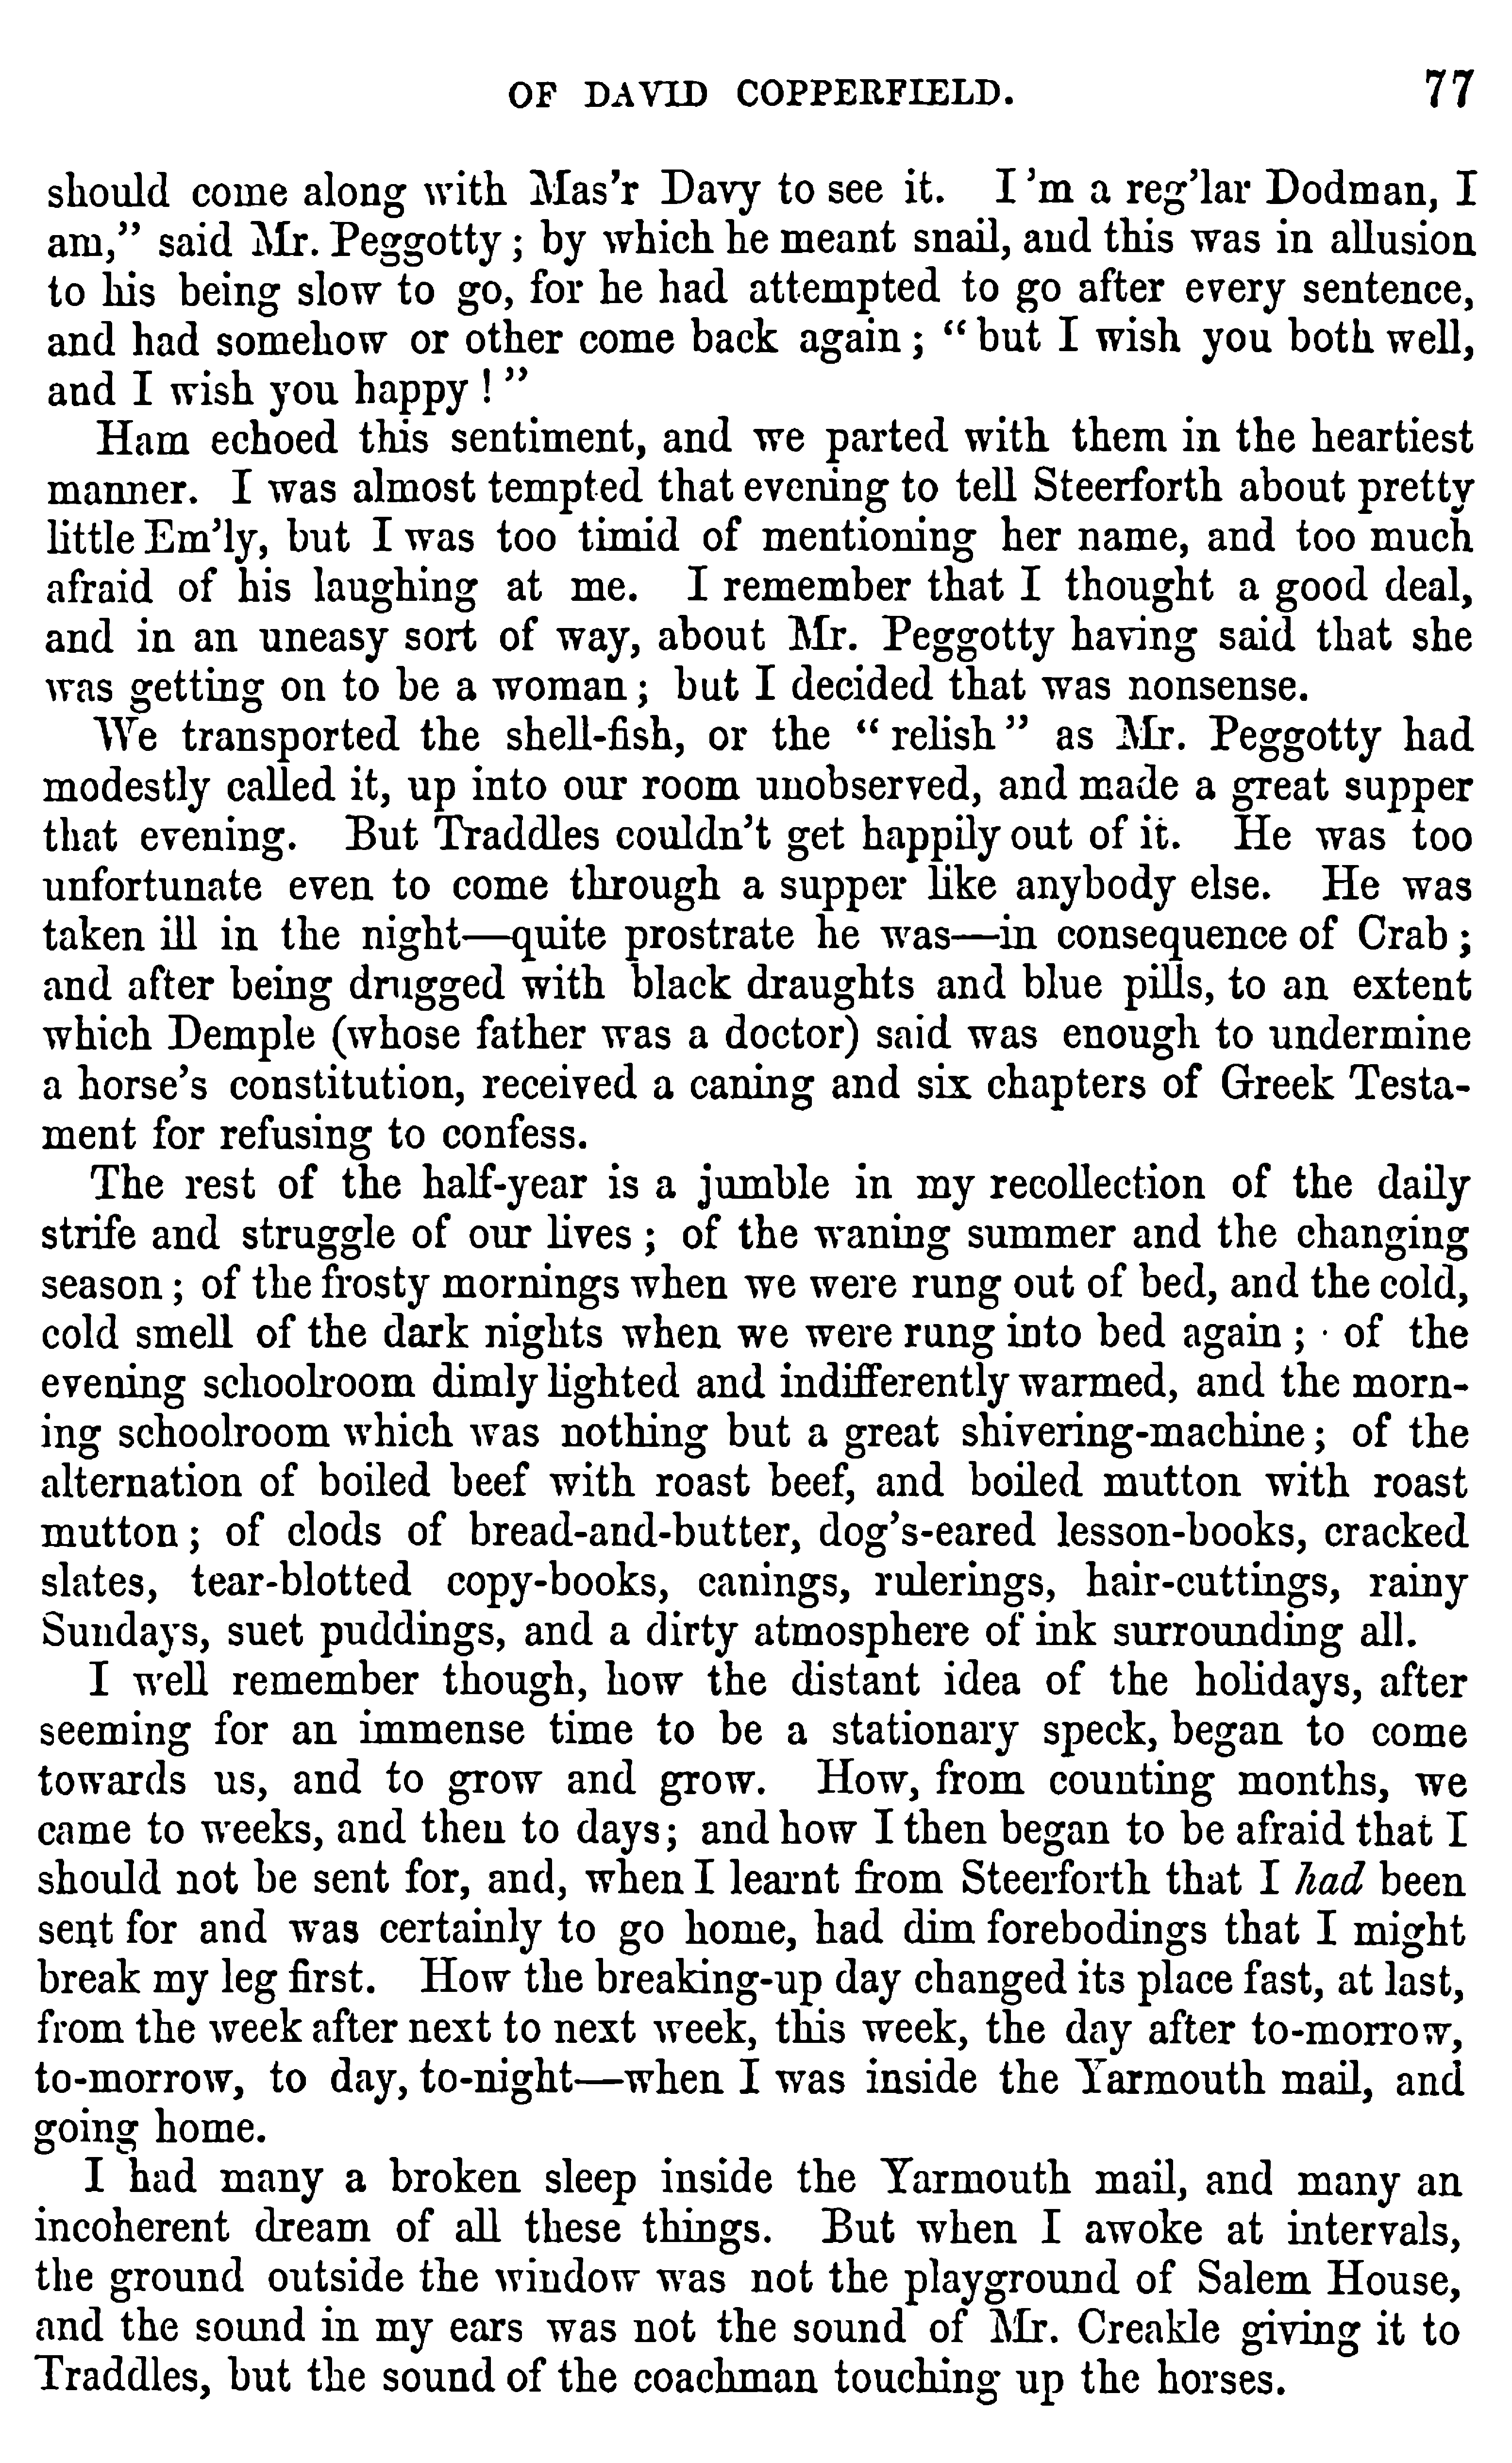 OF DAVID COPPERFIELD. 77
should come along with Mas'r Davy to see it. I'm a reg'lar Dodman, I
am," said Mr. Peggotty; by which he meant snail, and this was in allusion
to his being slow to go, for he had attempted to go after every sentence,
and had somehow or other come back again; "but I wish you both well,
and I wish you happy!"
Ham echoed this sentiment, and we parted with them in the heartiest
manner. I was almost tempted that evening to tell Steerforth about pretty
little Em'ly, but I was too timid of mentioning her name, and too much
afraid of his laughing at me. I remember that I thought a good deal,
and in an uneasy sort of way, about Mr. Peggotty having said that she
was getting on to be a woman; but I decided that was nonsense.
We transported the shell-fish, or the "relish" as Mr. Peggotty had
modestly called it, up into our room unobserved, and made a great supper
that evening. But Traddles couldn't get happily out of it. He was too
unfortunate even to come through a supper like anybody else. He was
taken ill in the night—quite prostrate he was—in consequence of Crab;
and after being drugged with black draughts and blue pills, to an extent
which Demple (whose father was a doctor) said was enough to undermine
a horse's constitution, received a caning and six chapters of Greek Testa-
ment for refusing to confess.
The rest of the half-year is a jumble in my recollection of the daily
strife and struggle of our lives; of the waning summer and the changing
season; of the frosty mornings when we were rung out of bed, and the cold,
cold smell of the dark nights when we were rung into bed again; of the
evening schoolroom dimly lighted and indifferently warmed, and the morn-
ing schoolroom which was nothing but a great shivering-machine; of the
alternation of boiled beef with roast beef, and boiled mutton with roast
mutton; of clods of bread-and-butter, dog's-eared lesson-books, cracked
slates, tear-blotted copy-books, canings, rulerings, hair-cuttings, rainy
Sundays, suet puddings, and a dirty atmosphere of ink surrounding all.
I well remember though, how the distant idea of the holidays, after
seeming for an immense time to be a stationary speck, began to come
towards us, and to grow and grow. How, from counting months, we
came to weeks, and then to days; and how I then began to be afraid that I
should not be sent for, and, when I learnt from Steerforth that I had been
sent for and was certainly to go home, had dim forebodings that I might
break my leg first. How the breaking-up day changed its place fast, at last,
from the week after next to next week, this week, the day after to-morrow,
to-morrow, to day, to-night—when I was inside the Yarmouth mail, and
going home.
I had many a broken sleep inside the Yarmouth mail, and many an
incoherent dream of all these things. But when I awoke at intervals,
the ground outside the window was not the playground of Salem House,
and the sound in my ears was not the sound of Mr. Creakle giving it to
Traddles, but the sound of the coachman touching up the horses.